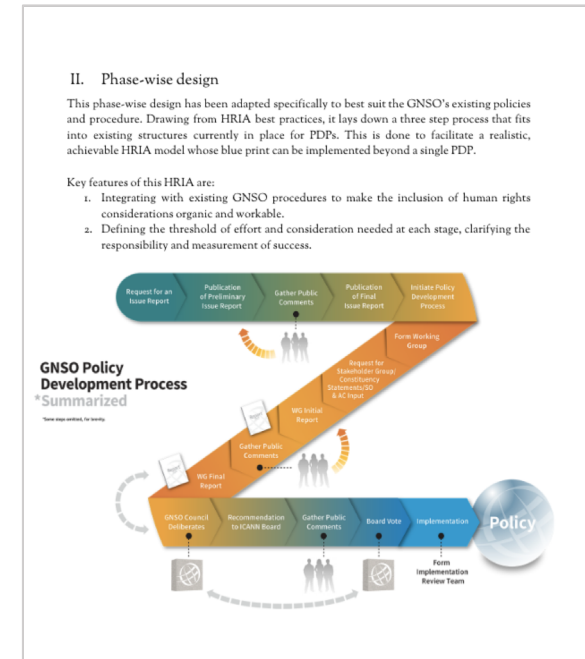 II. Phase-wise design
This phase-wise design has been adapted specifically to best suit the GNSO's existing policies
and procedure. Drawing from HRIA best practices, it lays down a three step process that fits
into existing structures currently in place for PDPs. This is done to facilitate a realistic,
achievable HRIA model whose blue print can be implemented beyond a single PDP.
Key features of this HRIA are:
1. Integrating with existing GNSO procedures to make the inclusion of human rights
considerations organic and workable.
2. Defining the threshold of effort and consideration needed at each stage, clarifying the
responsibility and measurement of success.
Request for an
Issue Report
Publication
of Preliminary
Issue Report
Gather Public
Comments
Publication
of Final
Issue Report
Initiate Policy
Development
Process
Form Working
Group
Request for
Stakeholder Group/
Constituency
Statements/SO
& AC Input
WG Initial
Report
Gather Public
Comments
WG Final
Report
GNSO Policy
Development Process
*Summarized
*Some steps omitted, for brevity.
GNSO Council
Deliberates
Recommendation
to ICANN Board
Gather Public
Comments
Board Vote
Implementation
Policy
Form
Implementation
Review Team